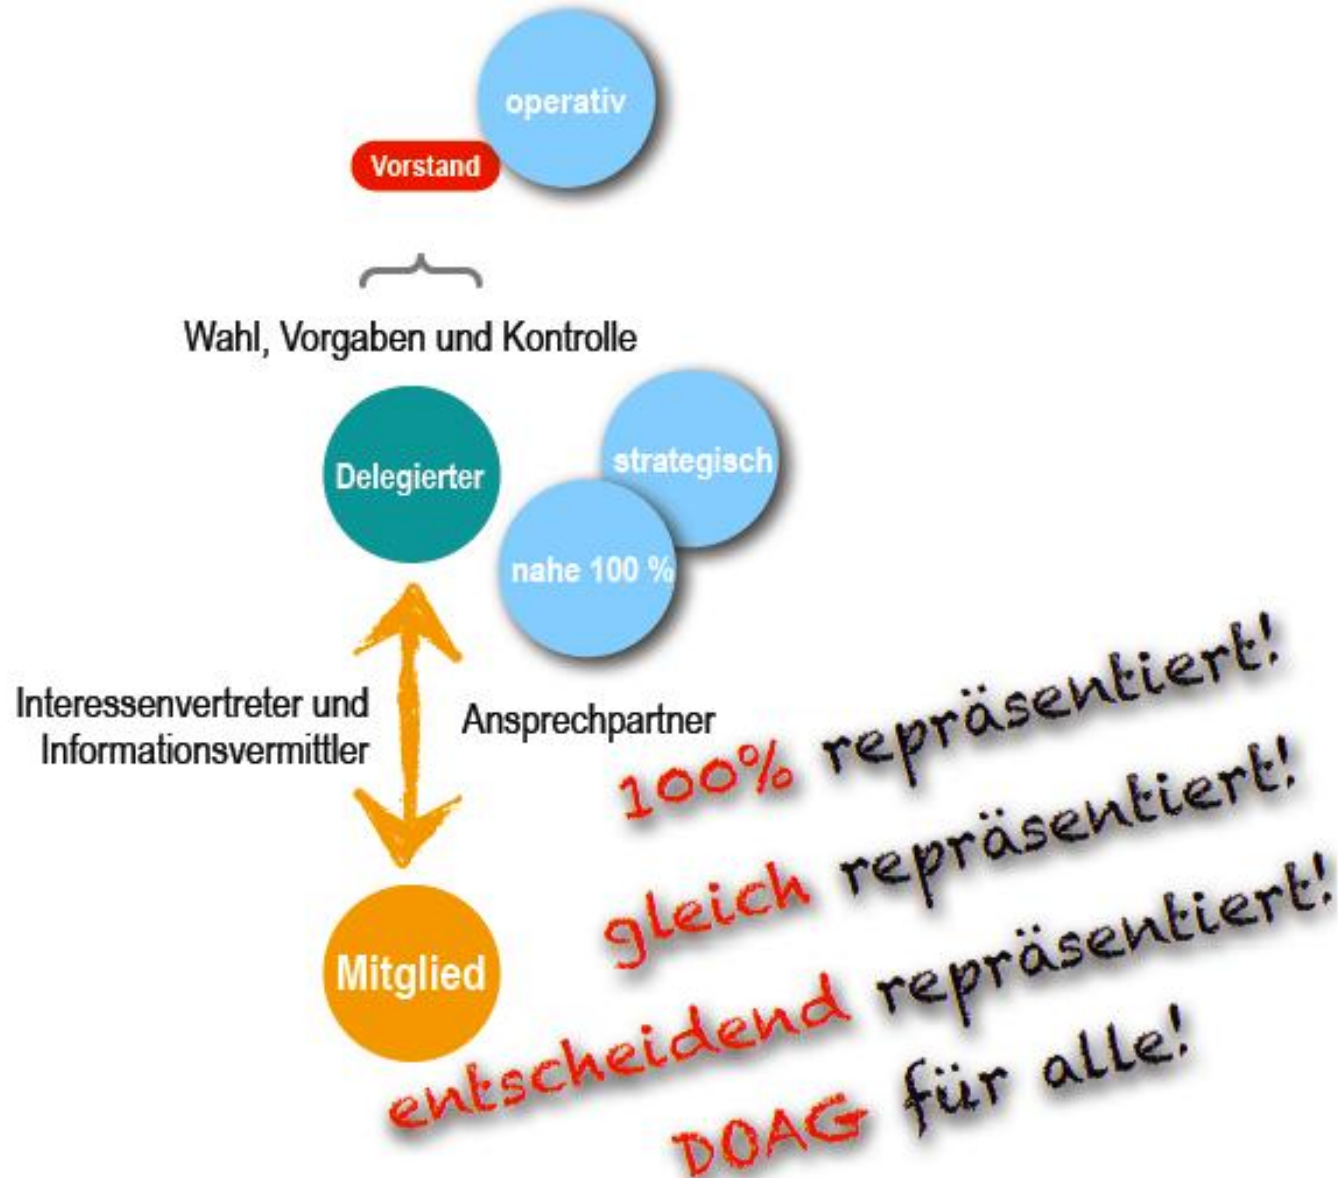 operativ
Vorstand
Wahl, Vorgaben und Kontrolle
strategisch
Delegierter
nahe 100 %
Interessenvertreter und
Informationsvermittler
Ansprechpartner
100% repräsentiert!
gleich repräsentiert!
Mitglied
entscheidend repräsentiert!
DOAG für alle!